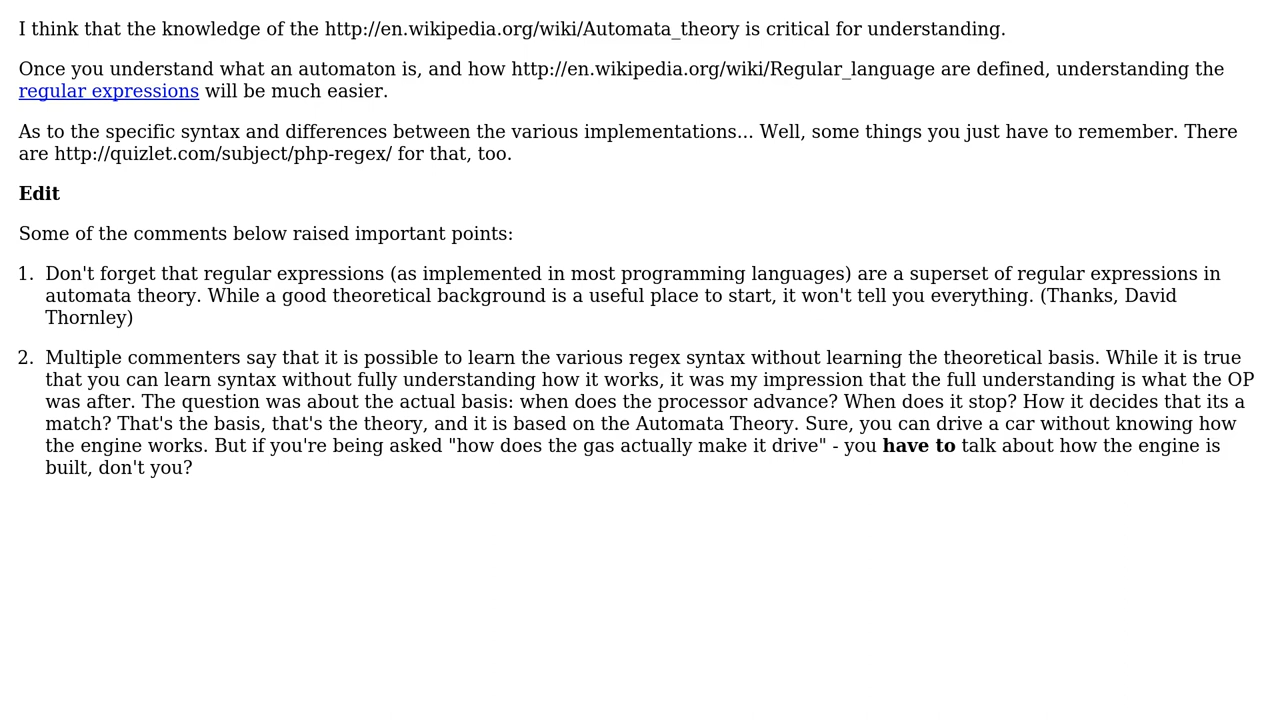 I think that the knowledge of the http://en.wikipedia.org/wiki/Automata_theory is critical for understanding.
Once you understand what an automaton is, and how http://en.wikipedia.org/wiki/Regular_language are defined, understanding the
regular expressions will be much easier.
As to the specific syntax and differences between the various implementations... Well, some things you just have to remember. There
are http://quizlet.com/subject/php-regex/ for that, too.
Edit
Some of the comments below raised important points:
1. Don't forget that regular expressions (as implemented in most programming languages) are a superset of regular expressions in
automata theory. While a good theoretical background is a useful place to start, it won't tell you everything. (Thanks, David
Thornley)
2. Multiple commenters say that it is possible to learn the various regex syntax without learning the theoretical basis. While it is true
that you can learn syntax without fully understanding how it works, it was my impression that the full understanding is what the OP
was after. The question was about the actual basis: when does the processor advance? When does it stop? How it decides that its a
match? That's the basis, that's the theory, and it is based on the Automata Theory. Sure, you can drive a car without knowing how
the engine works. But if you're being asked "how does the gas actually make it drive" - you have to talk about how the engine is
built, don't you?